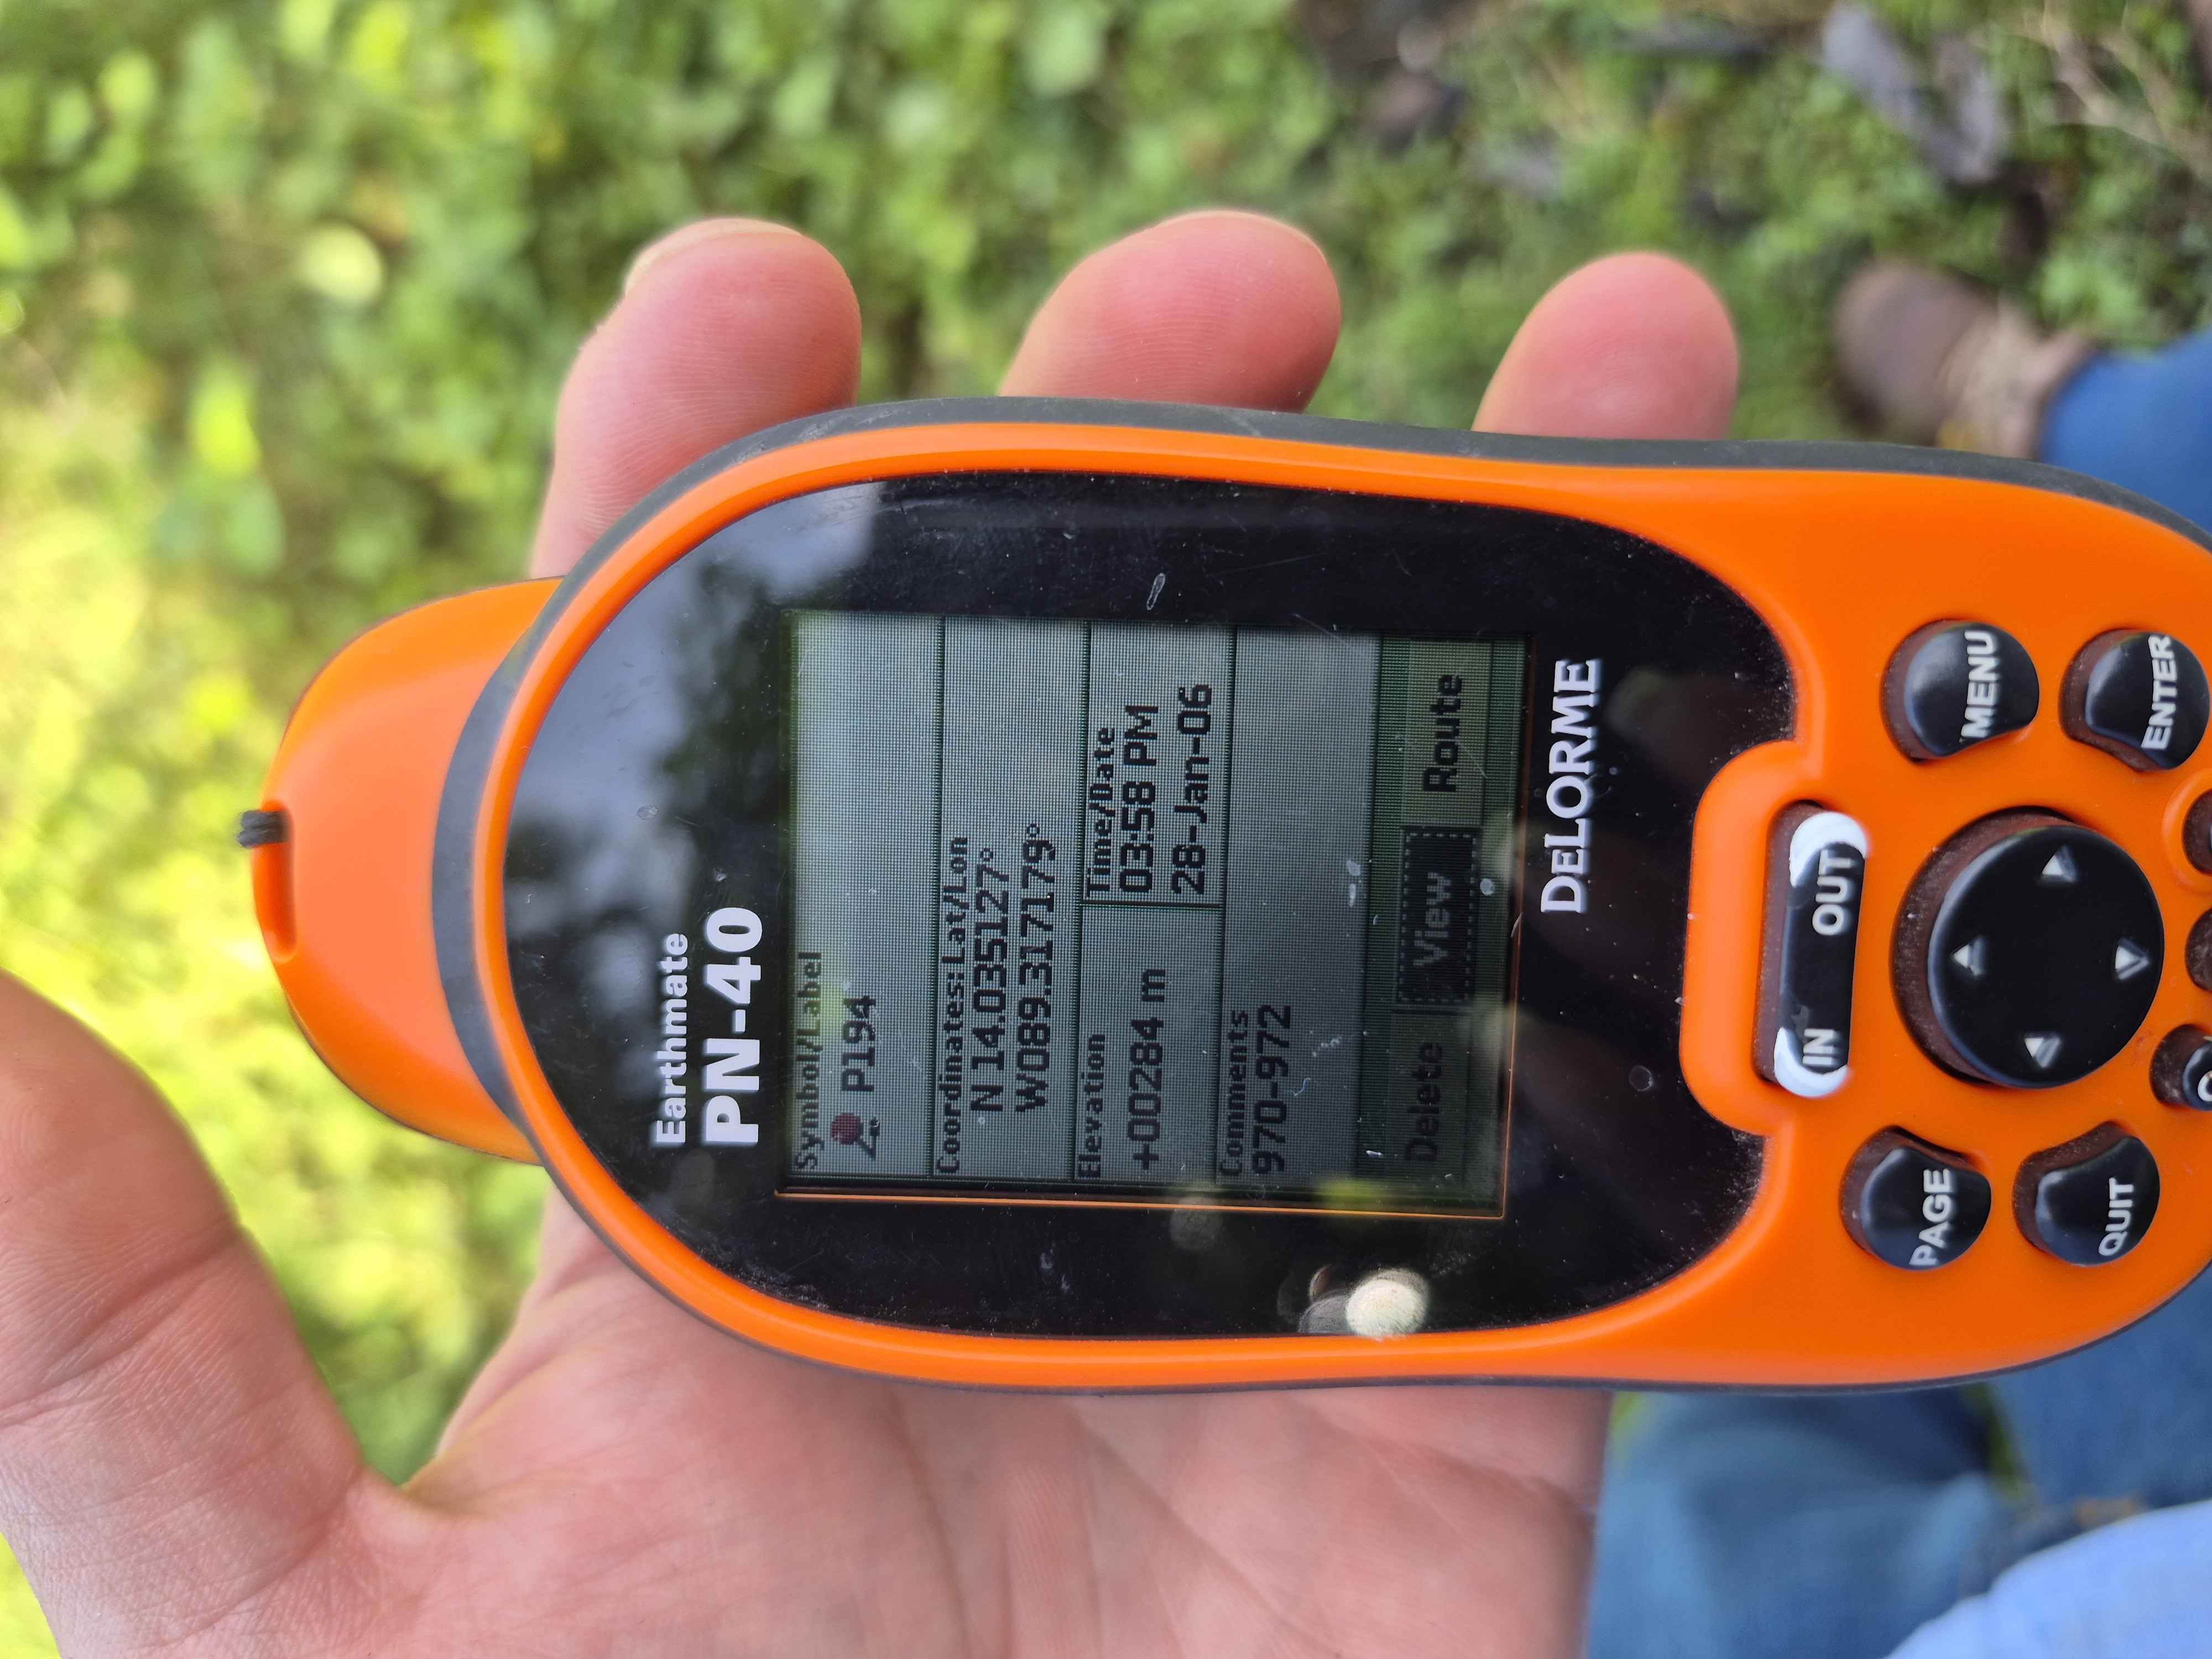 Earthmate
PN-40
Symbol/Label
P194
Coordinates: Lat/Lon
N 14.035127°
W089.317179°
Elevation
+00284 m
Time/Date
03:58 PM
28-Jan-06
Comments
970-972
Delete View Route
DELORME
IN OUT
PAGE MENU
QUIT ENTER